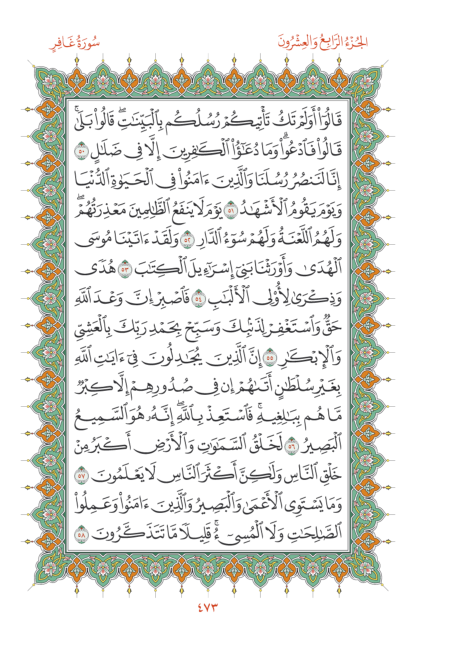 سُورَةُ غَافِرٍ
الجُزْءُ الرَّابِعُ وَالعِشْرُونَ
قَالُوٓاْ أَوَلَمۡ تَكُ تَأۡتِيكُمۡ رُسُلُكُم بِٱلۡبَيِّنَٰتِۖ قَالُواْ بَلَىٰۚ
قَالُواْ فَٱدۡعُواْۗ وَمَا دُعَٰٓؤُاْ ٱلۡكَٰفِرِينَ إِلَّا فِي ضَلَٰلٍ ٥٠
إِنَّا لَنَنصُرُ رُسُلَنَا وَٱلَّذِينَ ءَامَنُواْ فِي ٱلۡحَيَوٰةِ ٱلدُّنۡيَا
وَيَوۡمَ يَقُومُ ٱلۡأَشۡهَٰدُ ٥١ يَوۡمَ لَا يَنفَعُ ٱلظَّٰلِمِينَ مَعۡذِرَتُهُمۡۖ
وَلَهُمُ ٱللَّعۡنَةُ وَلَهُمۡ سُوٓءُ ٱلدَّارِ ٥٢ وَلَقَدۡ ءَاتَيۡنَا مُوسَى
ٱلۡهُدَىٰ وَأَوۡرَثۡنَا بَنِيٓ إِسۡرَٰٓءِيلَ ٱلۡكِتَٰبَ ٥٣ هُدٗى
وَذِكۡرَىٰ لِأُوْلِي ٱلۡأَلۡبَٰبِ ٥٤ فَٱصۡبِرۡ إِنَّ وَعۡدَ ٱللَّهِ
حَقّٞ وَٱسۡتَغۡفِرۡ لِذَنۢبِكَ وَسَبِّحۡ بِحَمۡدِ رَبِّكَ بِٱلۡعَشِيِّ
وَٱلۡإِبۡكَٰرِ ٥٥ إِنَّ ٱلَّذِينَ يُجَٰدِلُونَ فِيٓ ءَايَٰتِ ٱللَّهِ
بِغَيۡرِ سُلۡطَٰنٍ أَتَىٰهُمۡ إِن فِي صُدُورِهِمۡ إِلَّا كِبۡرٞ
مَّا هُم بِبَٰلِغِيهِۚ فَٱسۡتَعِذۡ بِٱللَّهِۖ إِنَّهُۥ هُوَ ٱلسَّمِيعُ
ٱلۡبَصِيرُ ٥٦ لَخَلۡقُ ٱلسَّمَٰوَٰتِ وَٱلۡأَرۡضِ أَكۡبَرُ مِنۡ
خَلۡقِ ٱلنَّاسِ وَلَٰكِنَّ أَكۡثَرَ ٱلنَّاسِ لَا يَعۡلَمُونَ ٥٧
وَمَا يَسۡتَوِي ٱلۡأَعۡمَىٰ وَٱلۡبَصِيرُ وَٱلَّذِينَ ءَامَنُواْ وَعَمِلُواْ
ٱلصَّٰلِحَٰتِ وَلَا ٱلۡمُسِيٓءُۚ قَلِيلٗا مَّا تَتَذَكَّرُونَ ٥٨
٤٧٣